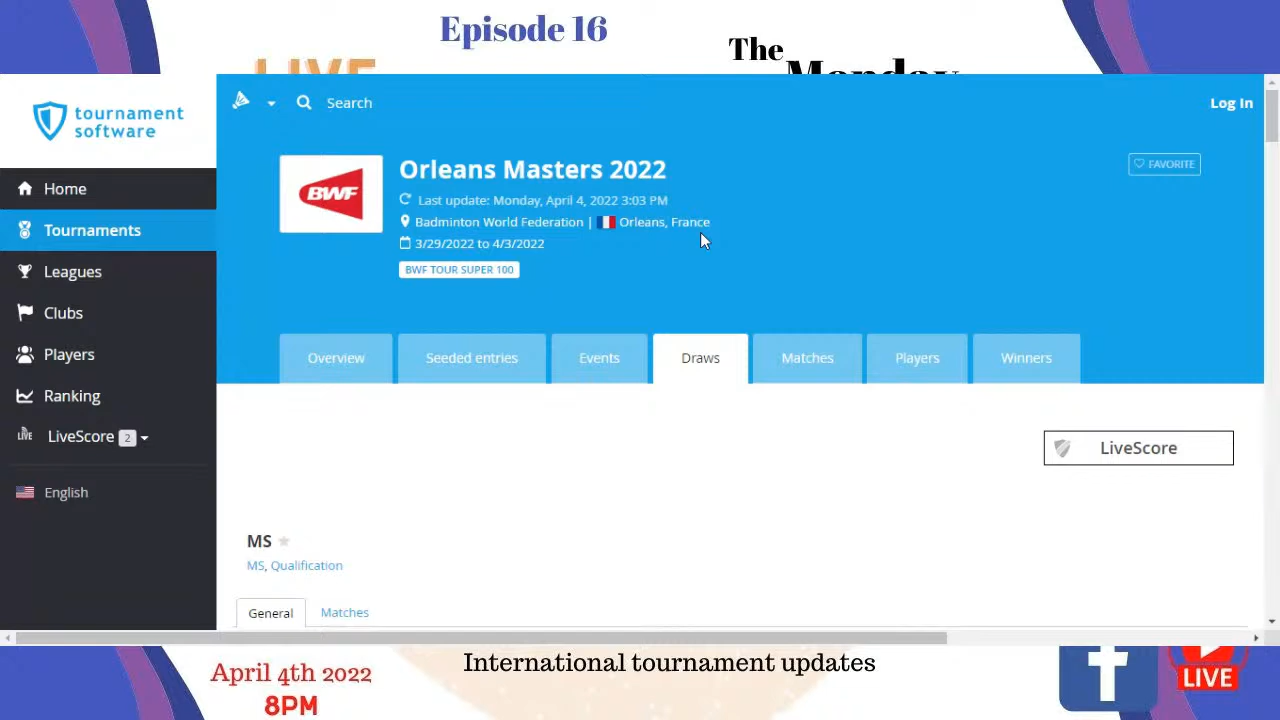 Episode 16
LIVE
The
Monday
tournament
software
Search
Log In
Home
Tournaments
Leagues
Clubs
Players
Ranking
LIVE LiveScore 2
English
BWF
Orleans Masters 2022
FAVORITE
Last update: Monday, April 4, 2022 3:03 PM
Badminton World Federation | Orleans, France
3/29/2022 to 4/3/2022
BWF TOUR SUPER 100
Overview
Seeded entries
Events
Draws
Matches
Players
Winners
LiveScore
MS
MS, Qualification
General
Matches
April 4th 2022
8PM
International tournament updates
f
LIVE